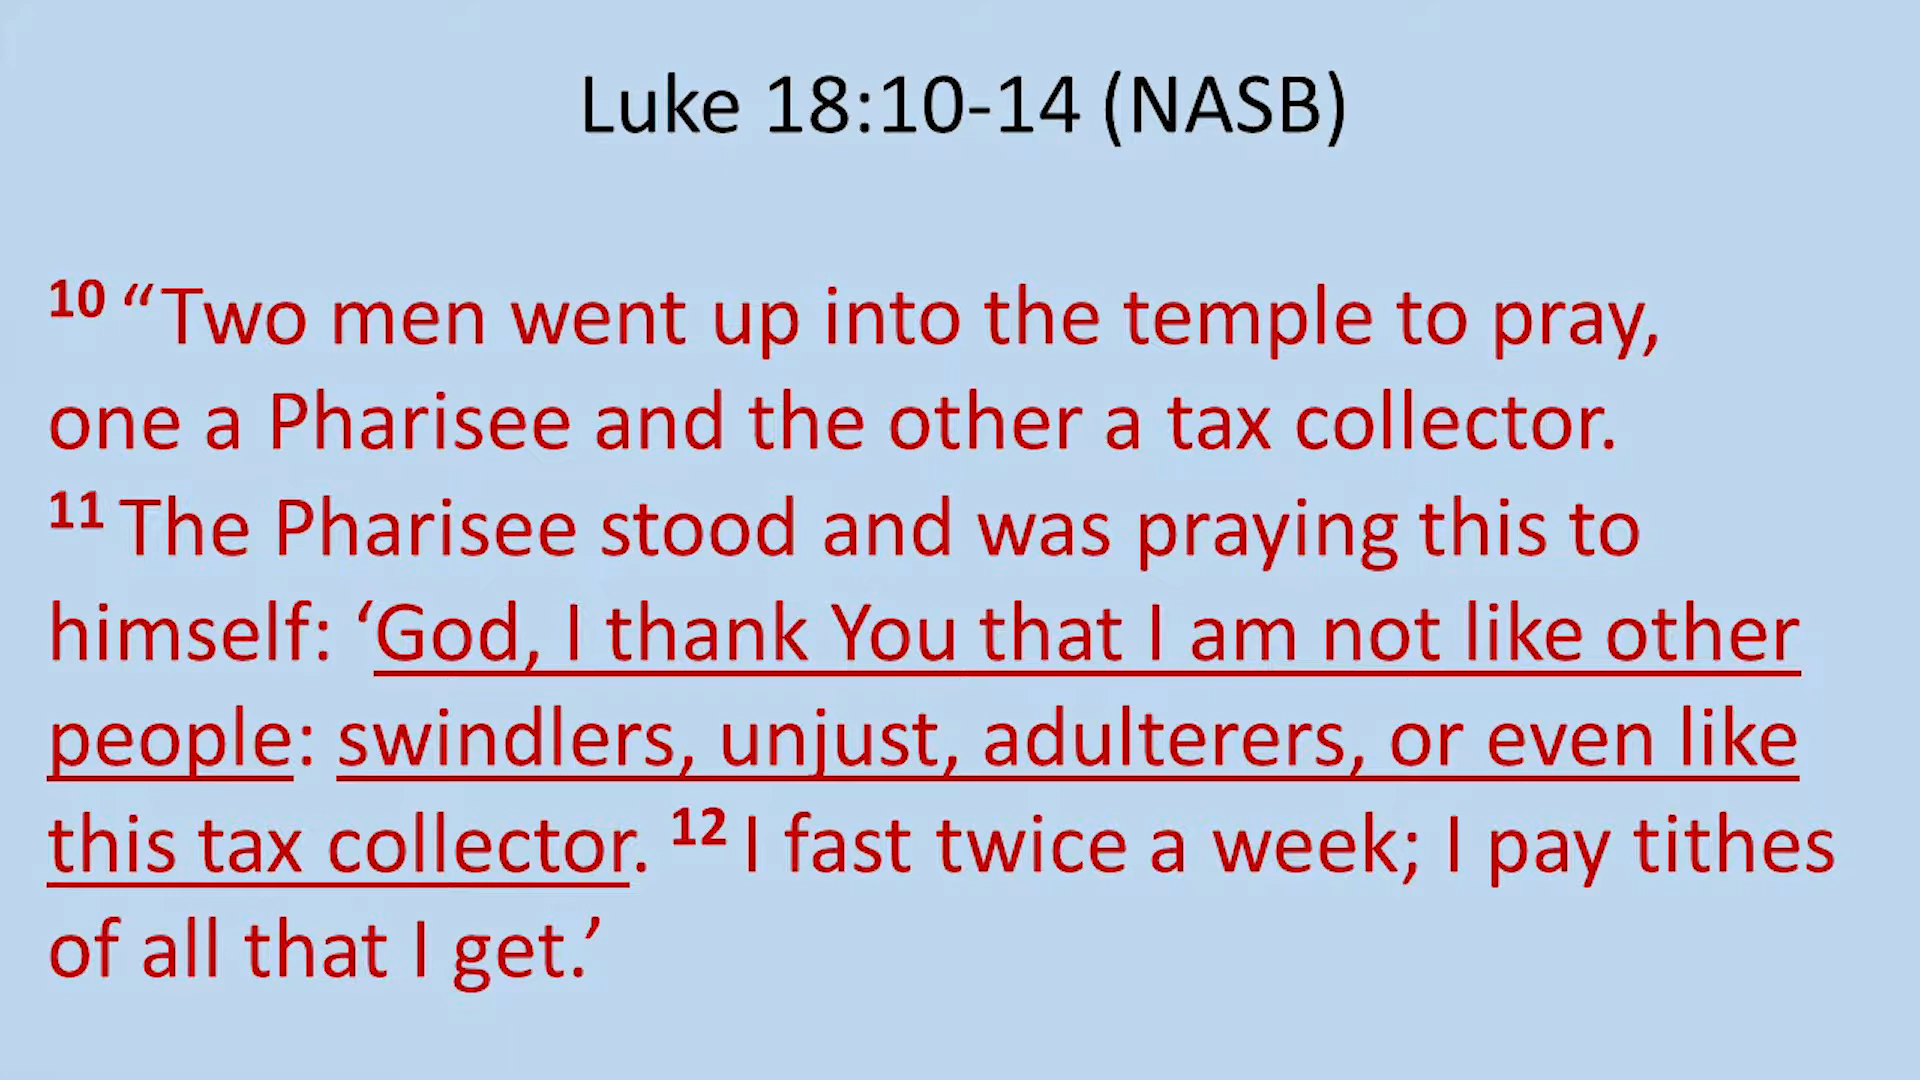 Luke 18:10-14 (NASB)
10 “Two men went up into the temple to pray,
one a Pharisee and the other a tax collector.
11 The Pharisee stood and was praying this to
himself: ‘God, I thank You that I am not like other
people: swindlers, unjust, adulterers, or even like
this tax collector. 12 I fast twice a week; I pay tithes
of all that I get.’